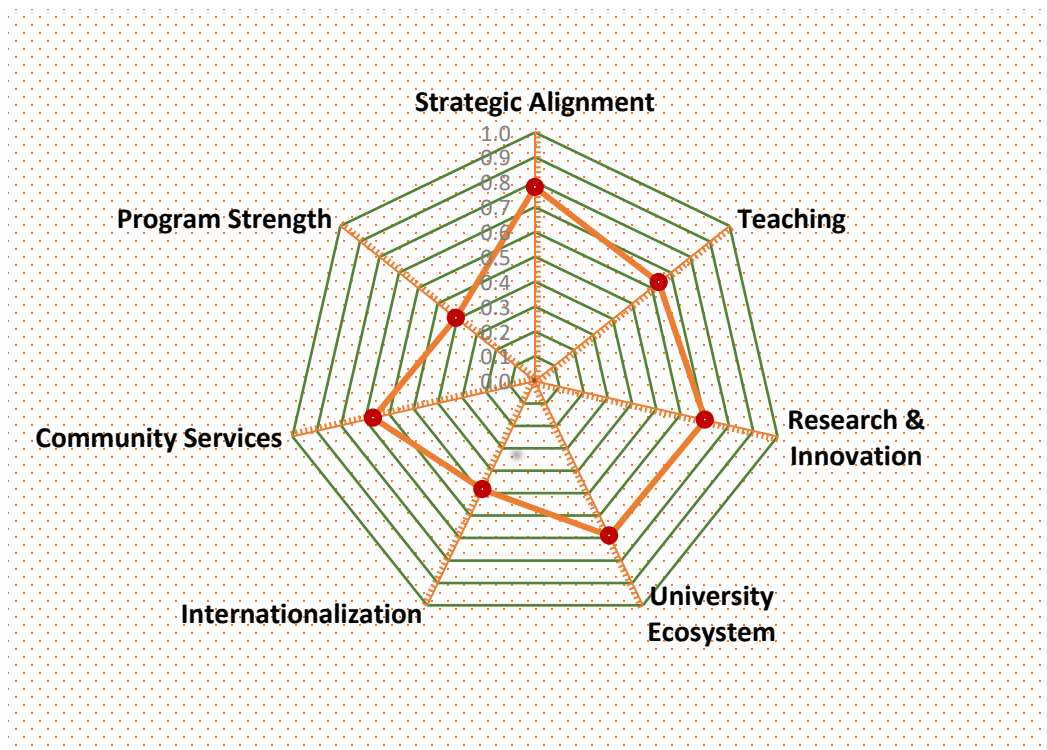 Strategic Alignment
1.0
0.9
0.8
0.7
0.6
0.5
0.4
0.3
0.2
0.1
0.0
Program Strength
Teaching
Community Services
Research &
Innovation
Internationalization
University
Ecosystem